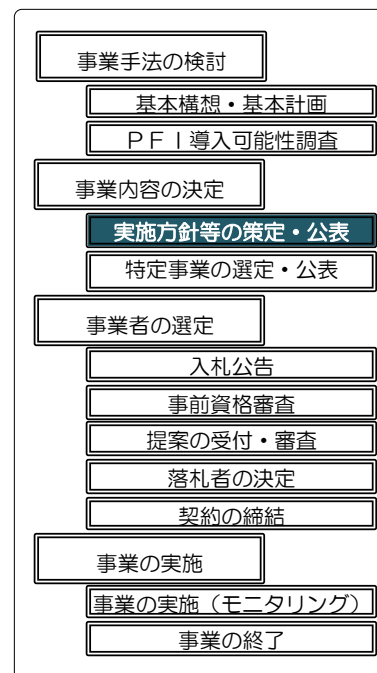 事業手法の検討
基本構想・基本計画
ＰＦＩ導入可能性調査
事業内容の決定
実施方針等の策定・公表
特定事業の選定・公表
事業者の選定
入札公告
事前資格審査
提案の受付・審査
落札者の決定
契約の締結
事業の実施
事業の実施（モニタリング）
事業の終了